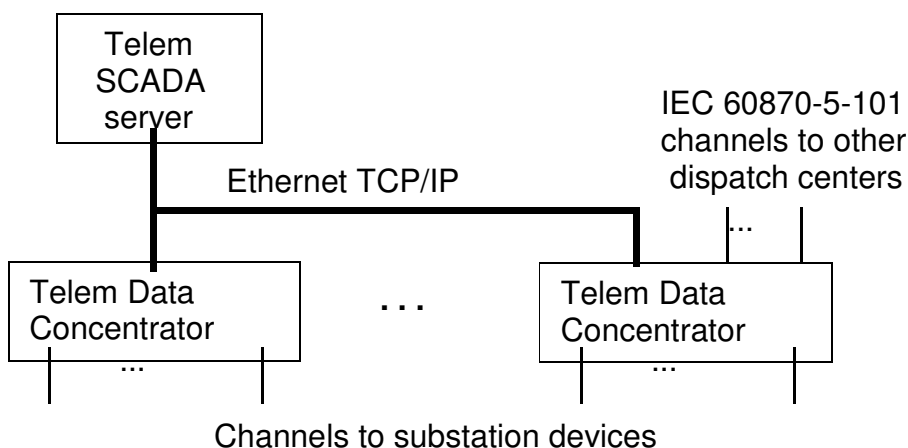 Telem
SCADA
server
IEC 60870-5-101
channels to other
dispatch centers
Ethernet TCP/IP
...
Telem Data
Concentrator
...
Telem Data
Concentrator
...
...
Channels to substation devices